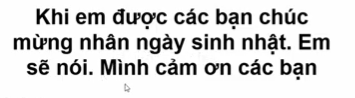 Khi em được các bạn chúc
mừng nhân ngày sinh nhật. Em
sẽ nói. Mình cảm ơn các bạn